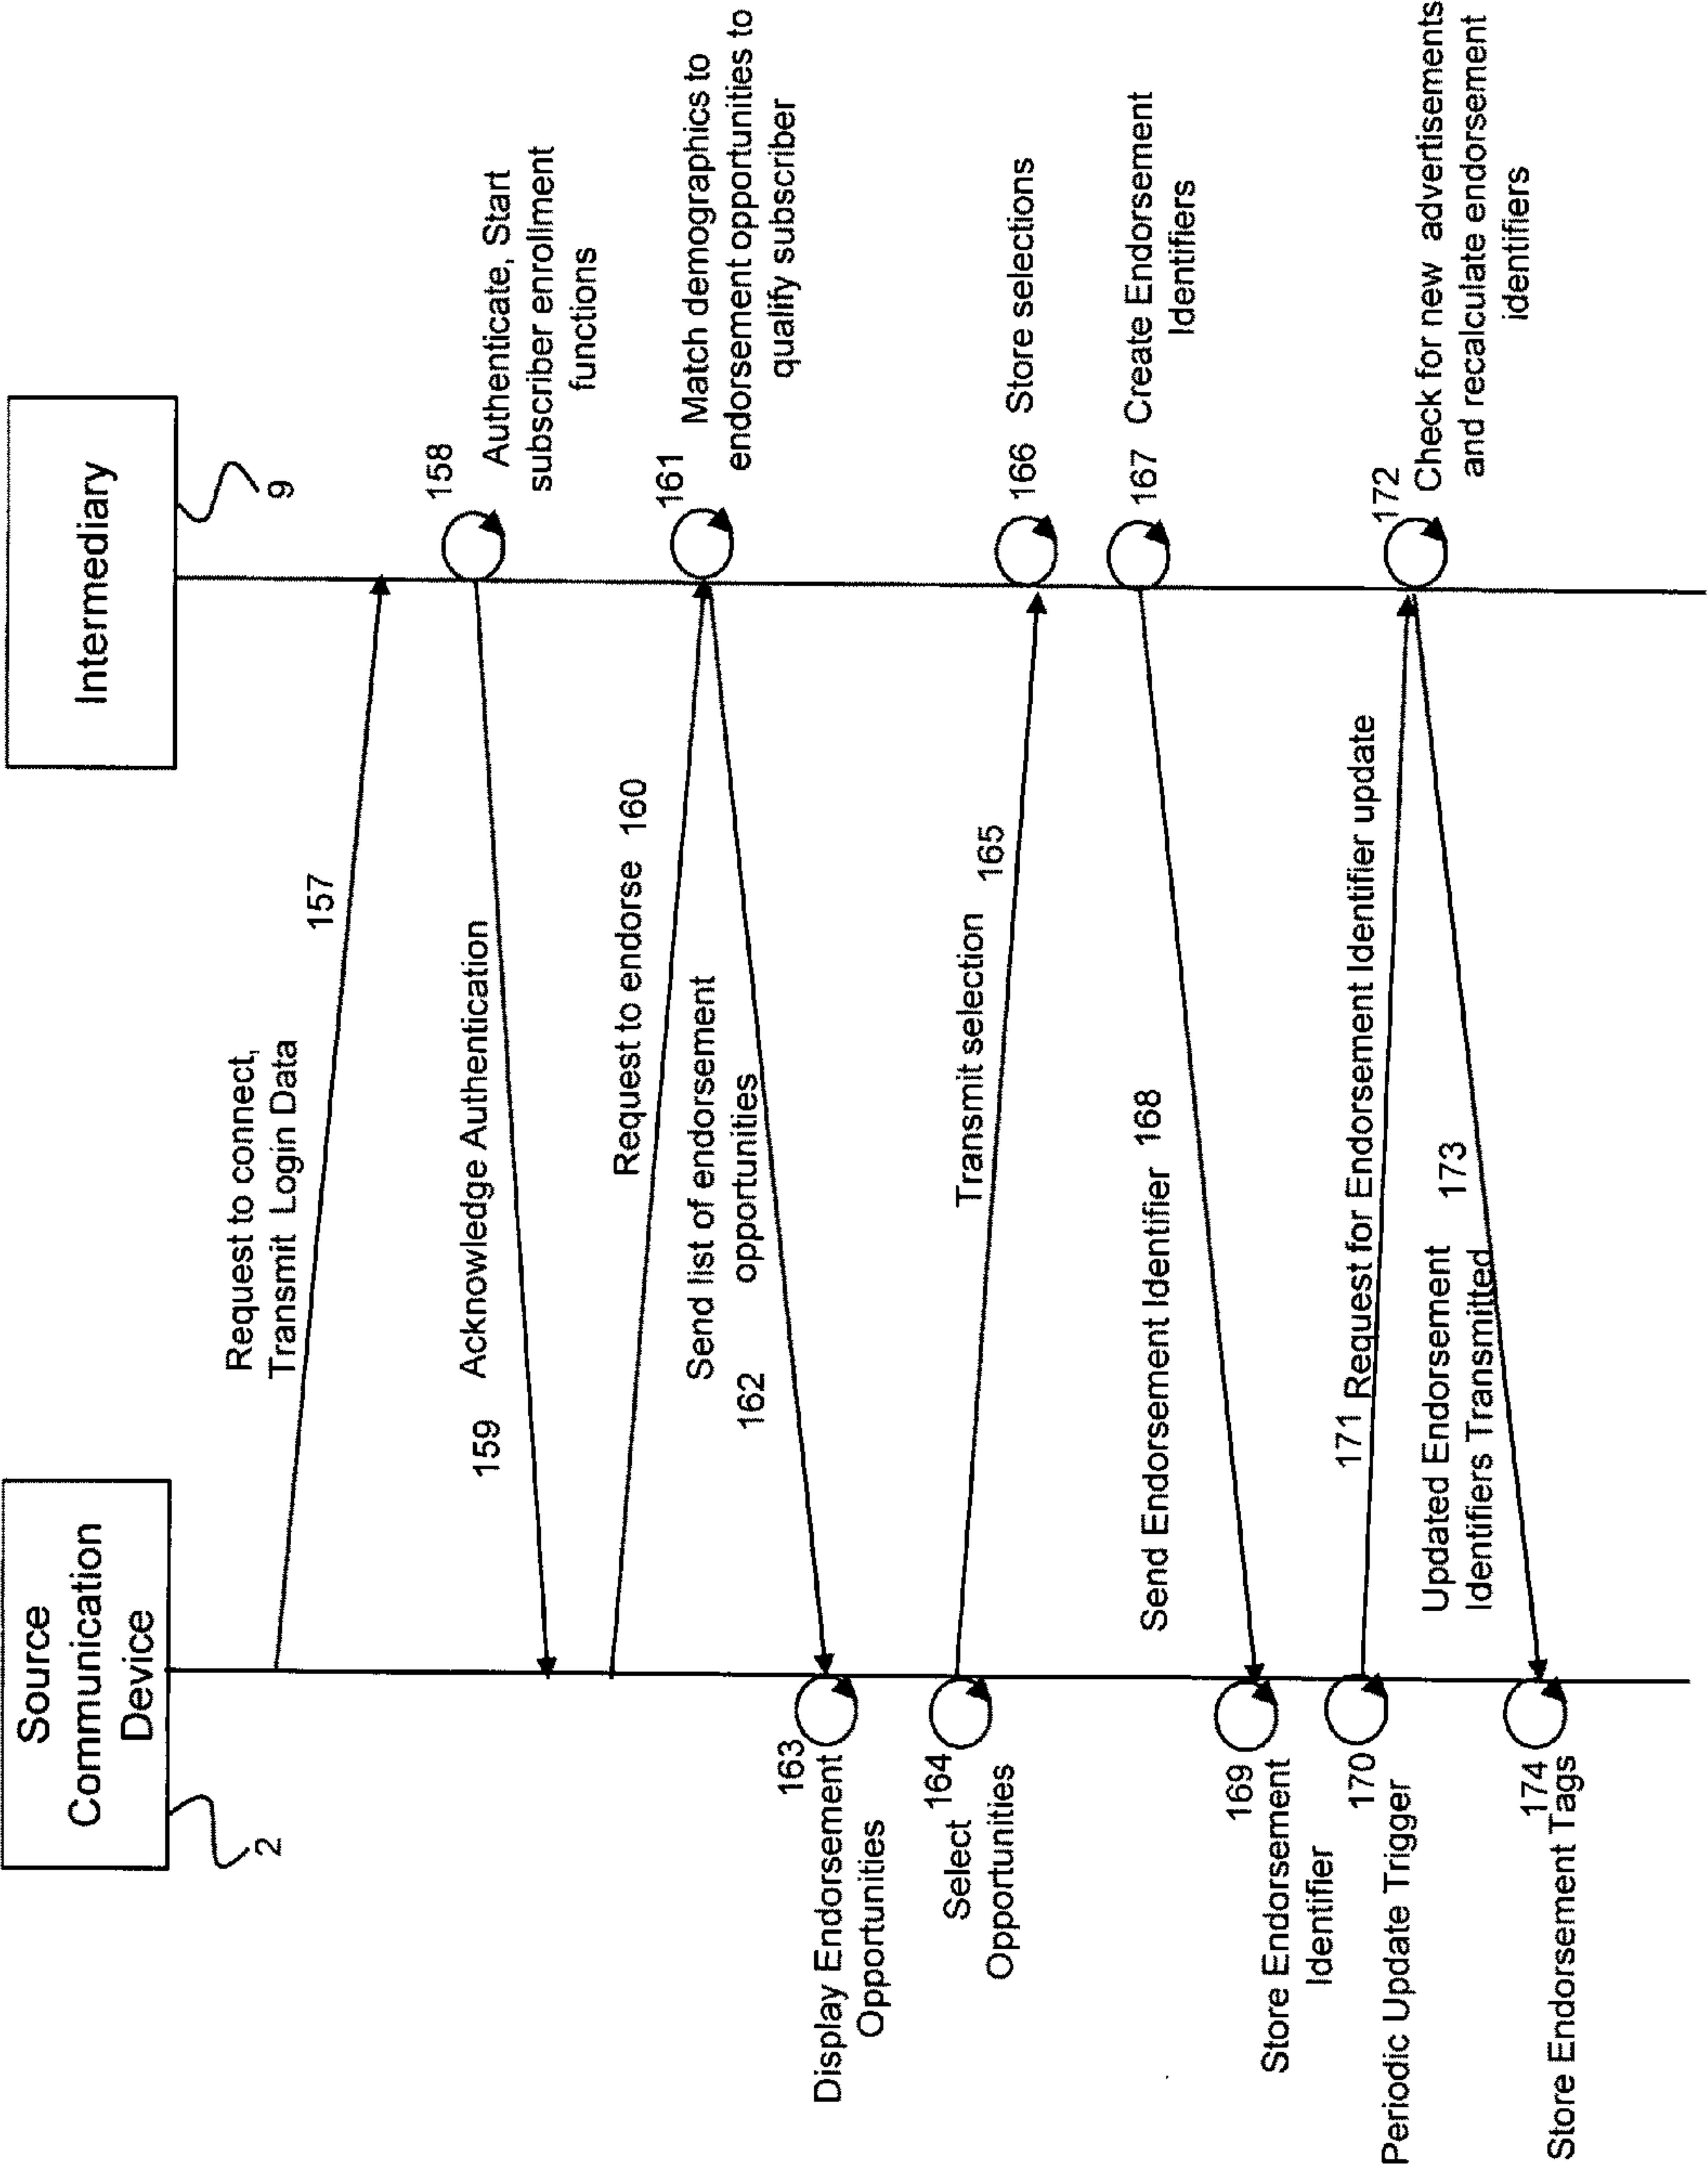 Source
Communication
Device
2
Intermediary
9
Request to connect,
Transmit Login Data
157
158
Authenticate, Start
subscriber enrollment
functions
159 Acknowledge Authentication
Request to endorse 160
161
Match demographics to
endorsement opportunities to
qualify subscriber
Send list of endorsement
162 opportunities
163
Display Endorsement
Opportunities
164
Select
Opportunities
Transmit selection 165
166 Store selections
167 Create Endorsement
Identifiers
Send Endorsement Identifier 168
169
Store Endorsement
Identifier
170
Periodic Update Trigger
171 Request for Endorsement Identifier update
172
Check for new advertisements
and recalculate endorsement
identifiers
Updated Endorsement
Identifiers Transmitted
173
174
Store Endorsement Tags